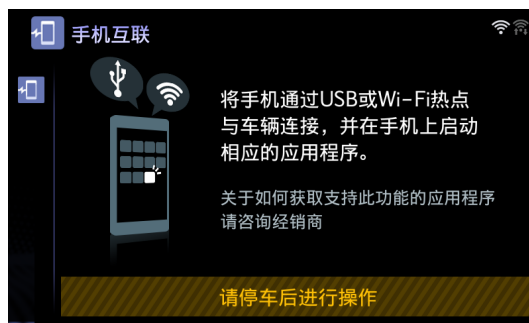 手机互联
将手机通过USB或Wi-Fi热点
与车辆连接，并在手机上启动
相应的应用程序。
关于如何获取支持此功能的应用程序
请咨询经销商
请停车后进行操作